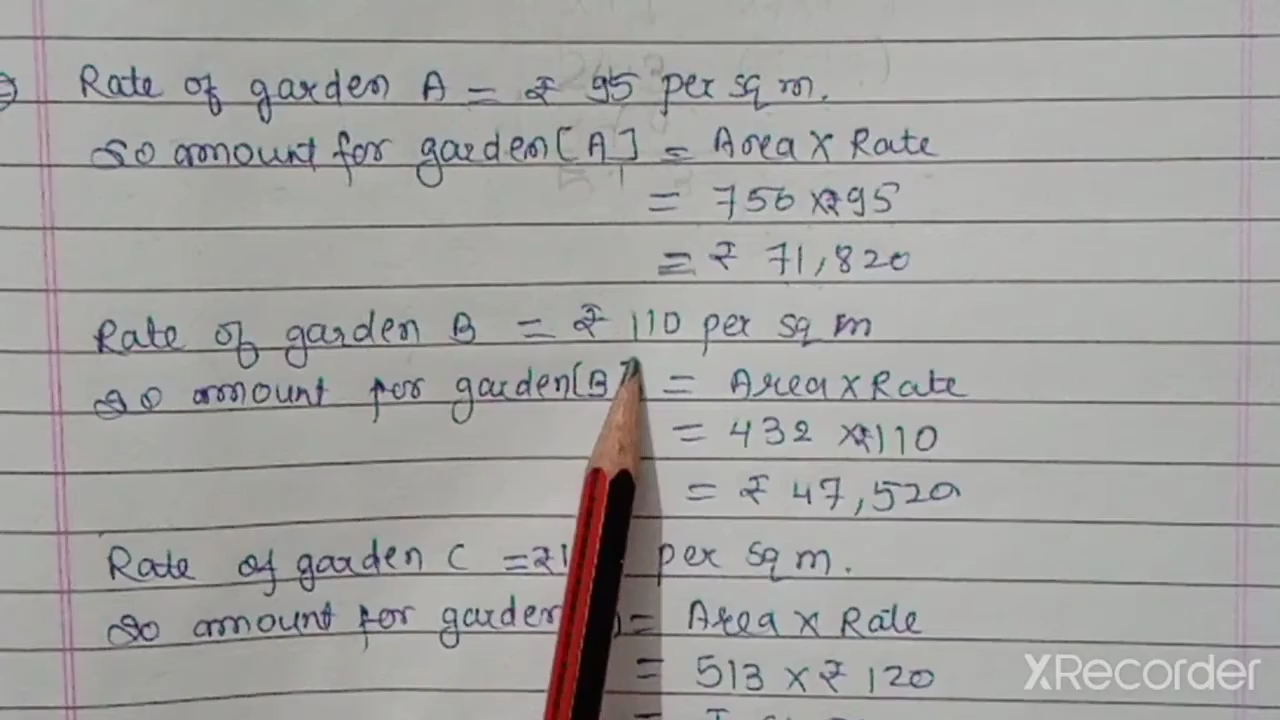 Rate of garden A = ₹ 95 per sq m.
So amount for garden [A] = Area x Rate
= 756 x ₹ 95
= ₹ 71,820
Rate of garden B = ₹ 110 per sq m
So amount for garden [B] = Area x Rate
= 432 x ₹ 110
= ₹ 47,520
Rate of garden C = ₹ per sq m.
So amount for garden = Area x Rate
= 513 x ₹ 120
XRecorder